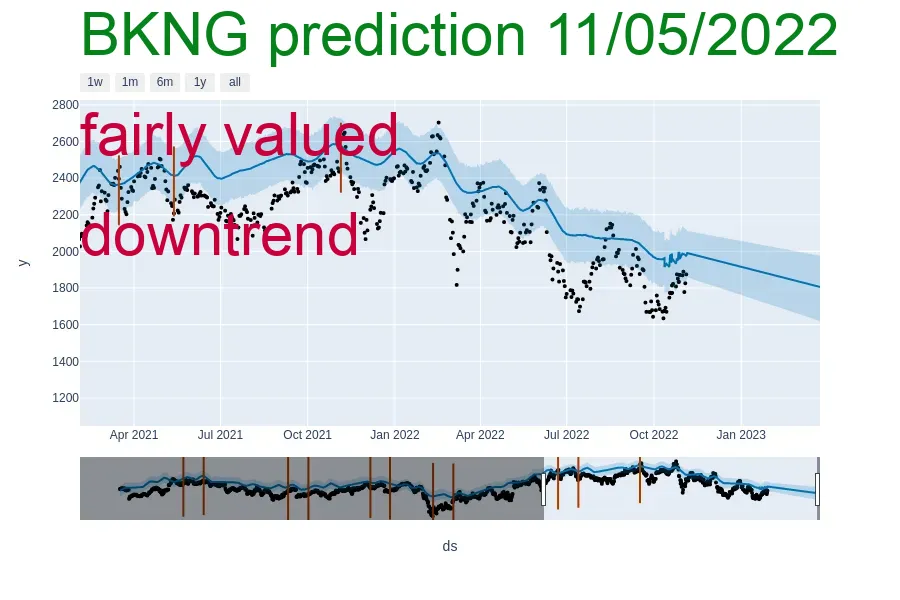 BKNG prediction 11/05/2022
1w 1m 6m 1y all
fairly valued
downtrend
2800
2600
2400
2200
2000
1800
1600
1400
1200
y
Apr 2021 Jul 2021 Oct 2021 Jan 2022 Apr 2022 Jul 2022 Oct 2022 Jan 2023
ds